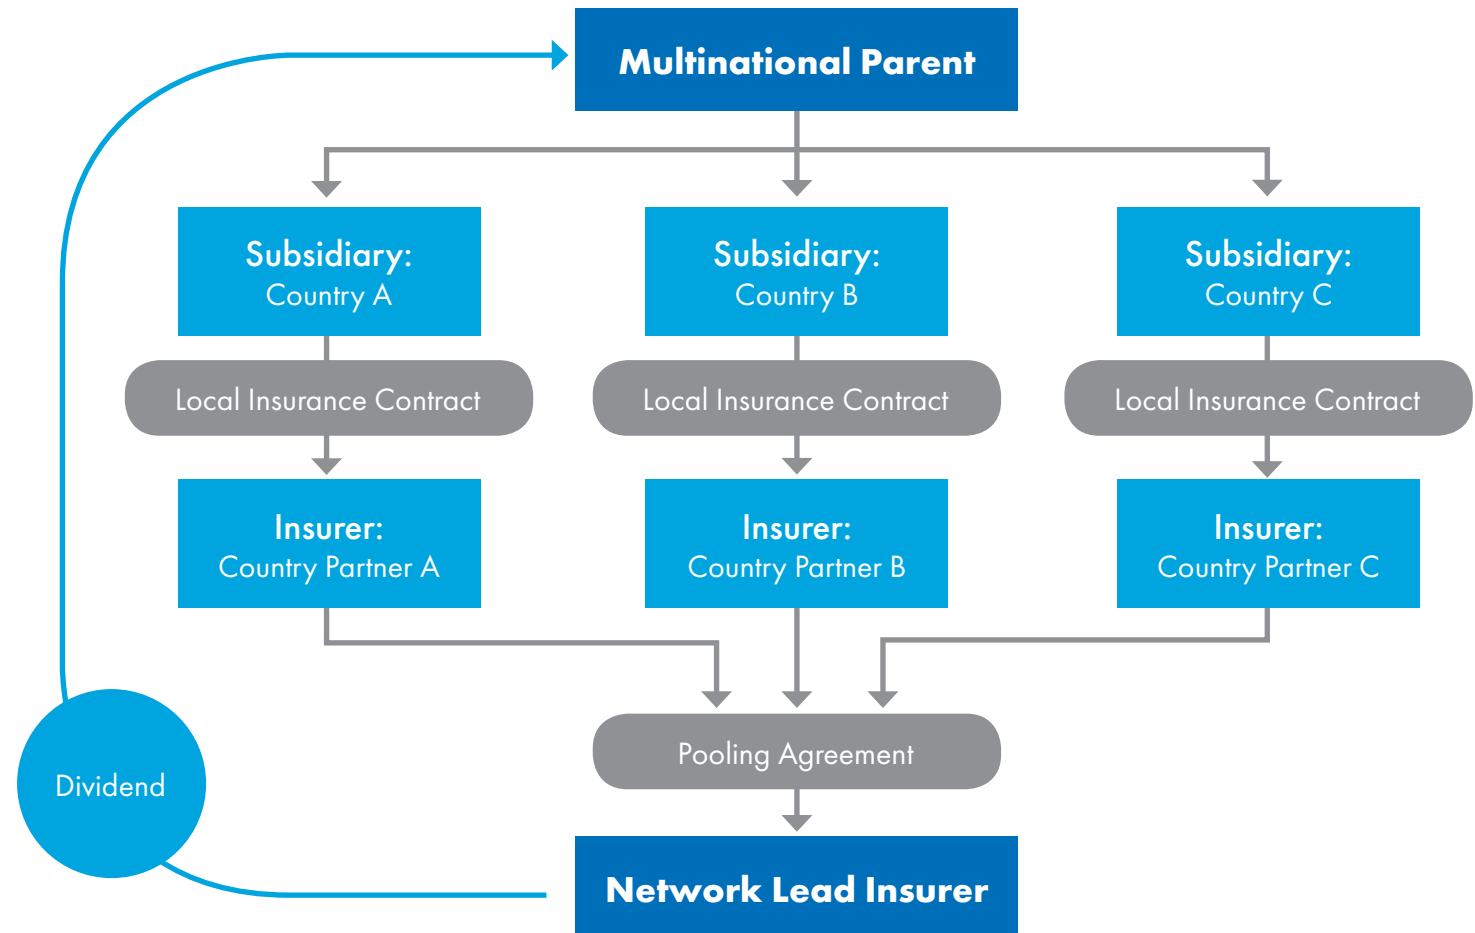 Multinational Parent
Subsidiary:
Country A
Subsidiary:
Country B
Subsidiary:
Country C
Local Insurance Contract
Local Insurance Contract
Local Insurance Contract
Insurer:
Country Partner A
Insurer:
Country Partner B
Insurer:
Country Partner C
Pooling Agreement
Dividend
Network Lead Insurer